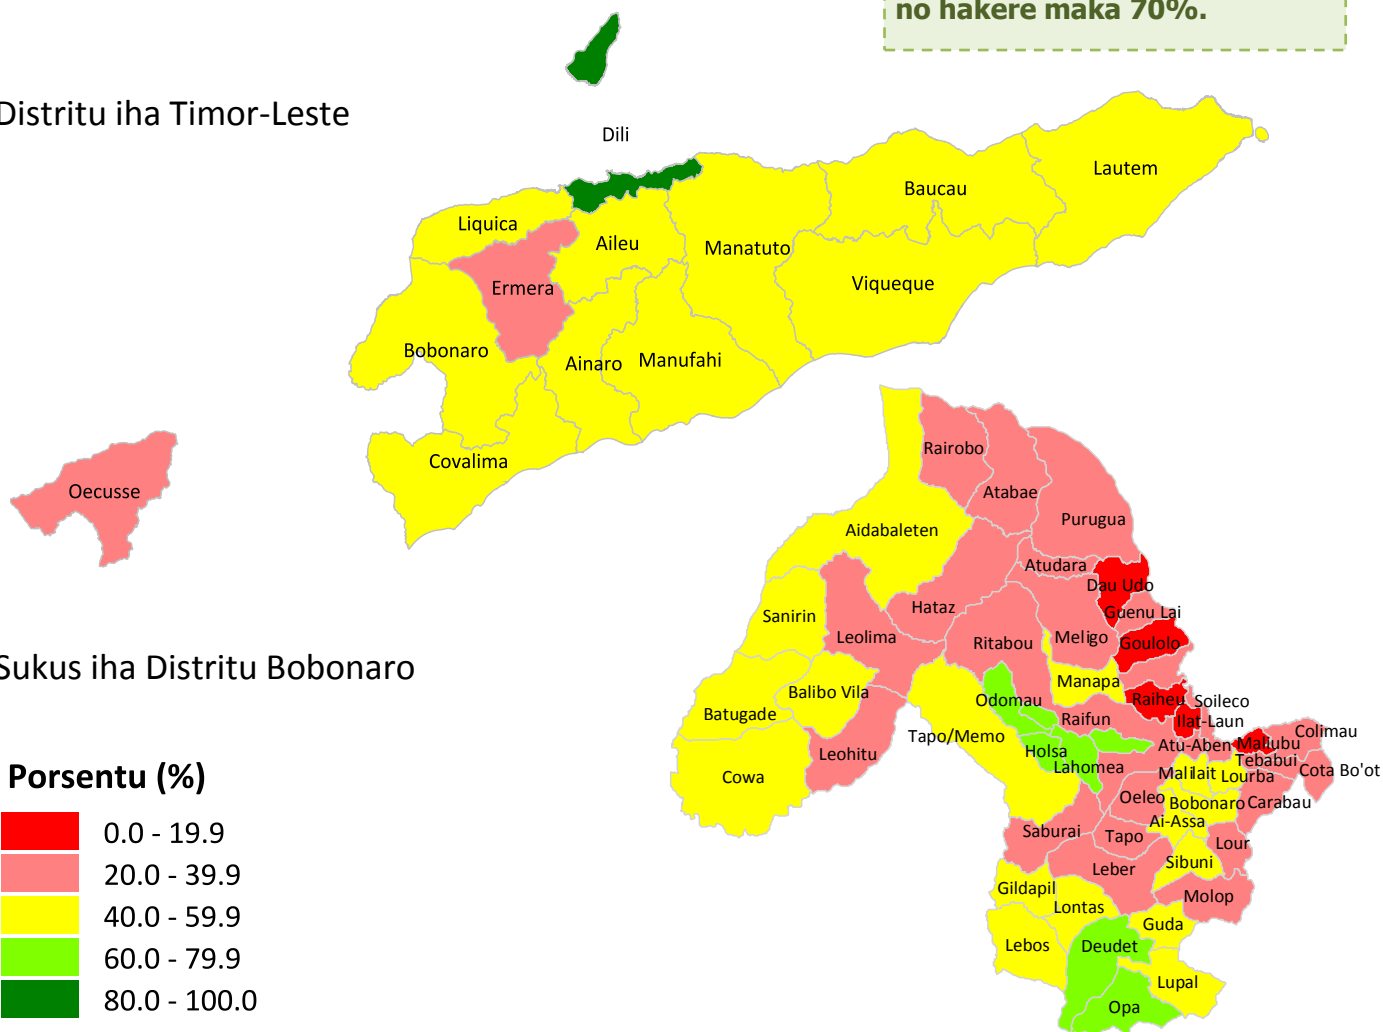 no hakere maka 70%.
Distritu iha Timor-Leste
Dili
Lautem
Baucau
Liquica
Aileu
Manatuto
Viqueque
Ermera
Bobonaro
Ainaro
Manufahi
Covalima
Oecusse
Rairobo
Atabae
Purugua
Aidabaleten
Atudara
Dau Udo
Guenu Lai
Hataz
Sanirin
Leolima
Ritabou
Meligo
Goulolo
Sukus iha Distritu Bobonaro
Manapa
Balibo Vila
Odomau
Raiheu
Soileco
Batugade
Raifun
Ilat-Laun
Tapo/Memo
Colimau
Leohitu
Holsa
Atu-Aben
Mallubu
Tebabui
Lahomea
Cota Bo'ot
Cowa
Malilait
Lourba
Porsentu (%)
Oeleo
Bobonaro
Carabau
Ai-Assa
0.0 - 19.9
Saburai
Tapo
Lour
Sibuni
Leber
20.0 - 39.9
Gildapil
Molop
Lontas
40.0 - 59.9
Guda
Lebos
Deudet
60.0 - 79.9
Lupal
80.0 - 100.0
Opa